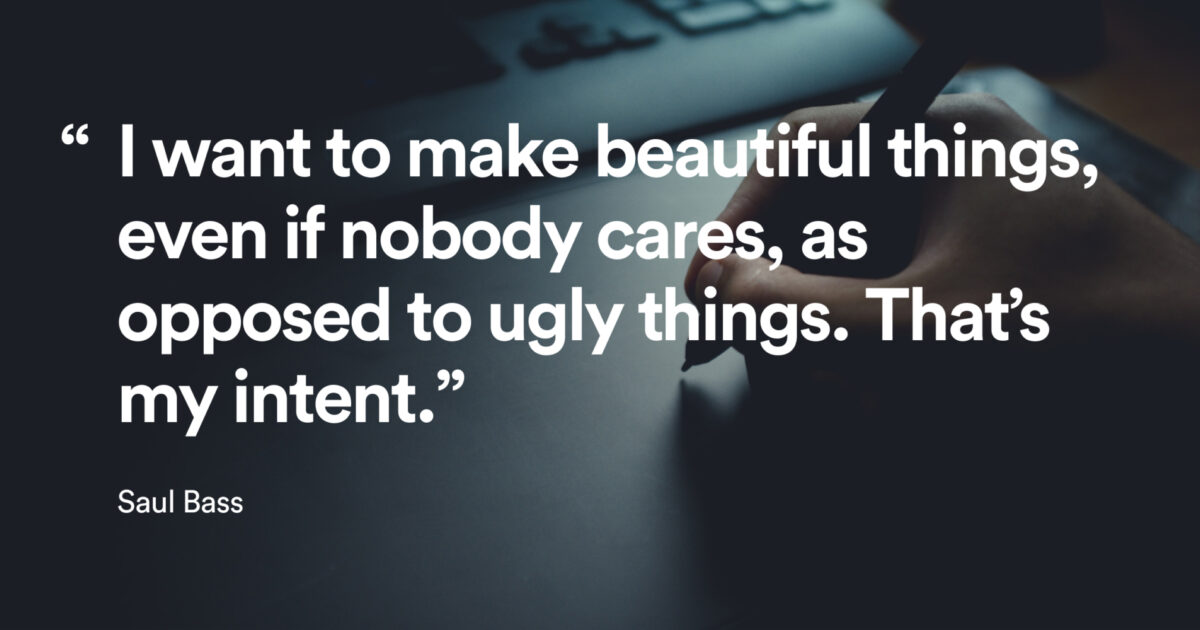 “ I want to make beautiful things,
even if nobody cares, as
opposed to ugly things. That’s
my intent.”
Saul Bass